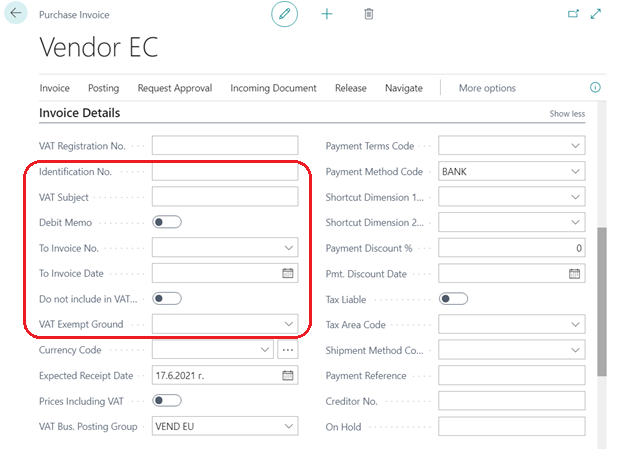 Purchase Invoice
Vendor EC
Invoice Posting Request Approval Incoming Document Release Navigate More options
Invoice Details Show less
VAT Registration No.
Identification No.
VAT Subject
Debit Memo
To Invoice No.
To Invoice Date
Do not include in VAT...
VAT Exempt Ground
Currency Code
Expected Receipt Date 17.6.2021 г.
Prices Including VAT
VAT Bus. Posting Group VEND EU
Payment Terms Code
Payment Method Code BANK
Shortcut Dimension 1...
Shortcut Dimension 2...
Payment Discount % 0
Pmt. Discount Date
Tax Liable
Tax Area Code
Shipment Method Co...
Payment Reference
Creditor No.
On Hold